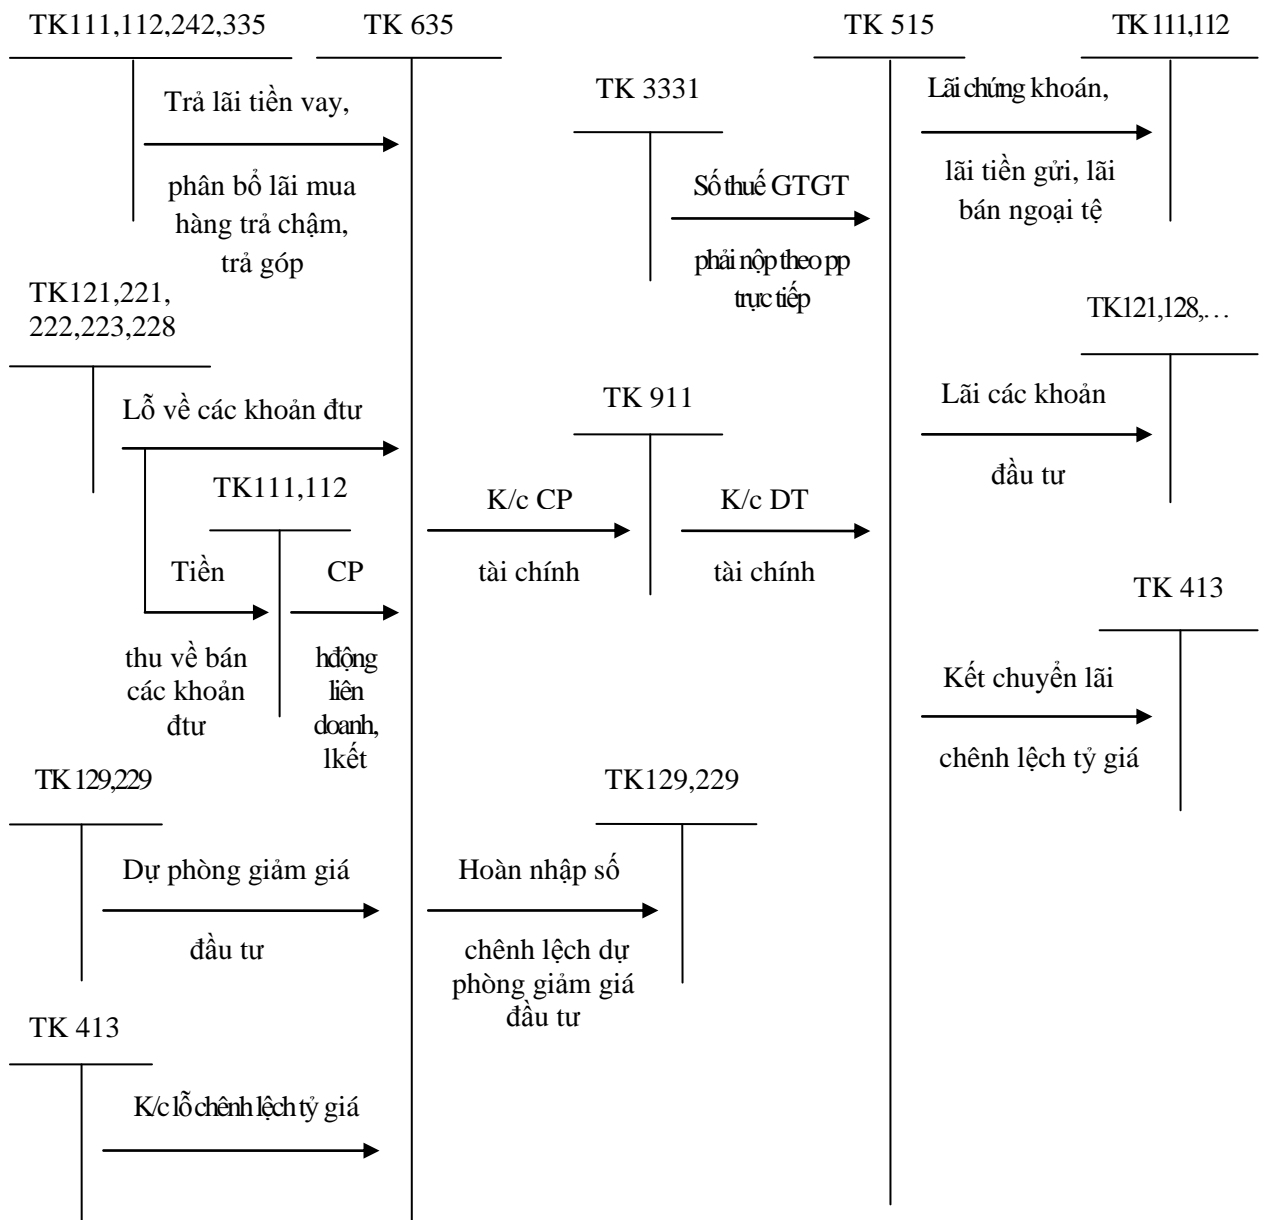 TK111,112,242,335
TK 635
TK 515
TK 111,112
Trả lãi tiền vay,
phân bổ lãi mua
hàng trả chậm,
trả góp
TK 3331
Số thuế GTGT
phải nộp theo pp
trực tiếp
Lãi chứng khoán,
lãi tiền gửi, lãi
bán ngoại tệ
TK121,221,
222,223,228
Lỗ về các khoản đtư
TK111,112
Tiền
thu về bán
các khoản
đtư
CP
hđộng
liên
doanh,
lkết
TK 911
K/c CP
tài chính
K/c DT
tài chính
TK121,128,…
Lãi các khoản
đầu tư
TK 413
Kết chuyển lãi
chênh lệch tỷ giá
TK 129,229
Dự phòng giảm giá
đầu tư
TK129,229
Hoàn nhập số
chênh lệch dự
phòng giảm giá
đầu tư
TK 413
K/c lỗ chênh lệch tỷ giá